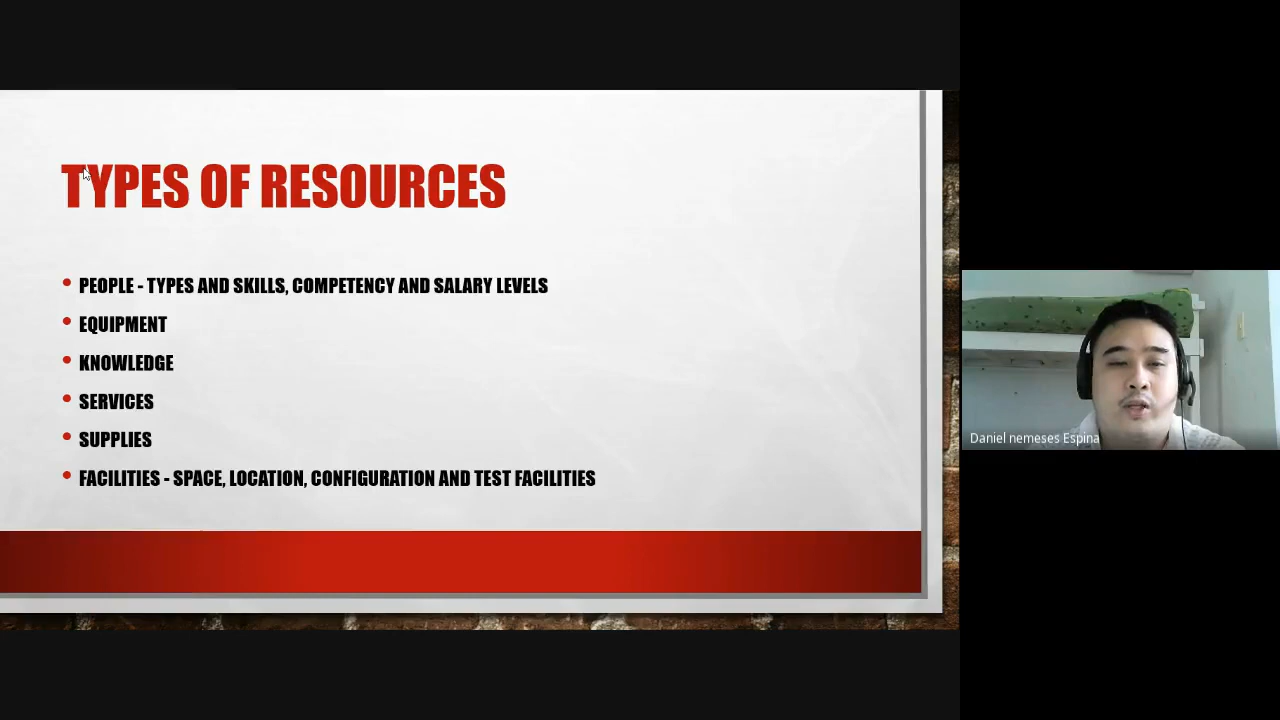 TYPES OF RESOURCES
• PEOPLE - TYPES AND SKILLS, COMPETENCY AND SALARY LEVELS
• EQUIPMENT
• KNOWLEDGE
• SERVICES
• SUPPLIES
• FACILITIES - SPACE, LOCATION, CONFIGURATION AND TEST FACILITIES
Daniel nemeses Espina